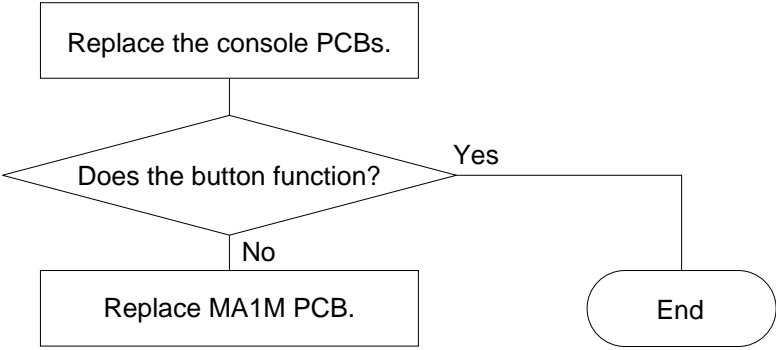 Replace the console PCBs.
Does the button function?
Yes
No
Replace MA1M PCB.
End